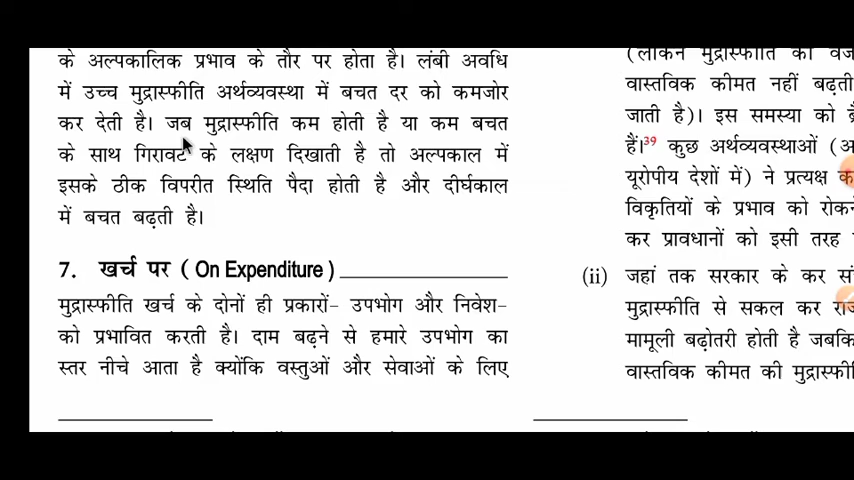 के अल्पकालिक प्रभाव के तौर पर होता है। लंबी अवधि
में उच्च मुद्रास्फीति अर्थव्यवस्था में बचत दर को कमजोर
कर देती है। जब मुद्रास्फीति कम होती है या कम बचत
के साथ गिरावट के लक्षण दिखाती है तो अल्पकाल में
इसके ठीक विपरीत स्थिति पैदा होती है और दीर्घकाल
में बचत बढ़ती है।
7. खर्च पर ( On Expenditure )
मुद्रास्फीति खर्च के दोनों ही प्रकारों- उपभोग और निवेश-
को प्रभावित करती है। दाम बढ़ने से हमारे उपभोग का
स्तर नीचे आता है क्योंकि वस्तुओं और सेवाओं के लिए
(लेकिन मुद्रास्फीति की
वास्तविक कीमत नहीं बढ़ती
जाती है)। इस समस्या को
हैं।39 कुछ अर्थव्यवस्थाओं
यूरोपीय देशों में) ने प्रत्यक्ष
विकृतियों के प्रभाव को
कर प्रावधानों को इसी तरह
(ii) जहां तक सरकार के कर
मुद्रास्फीति से सकल कर
मामूली बढ़ोतरी होती है जबकि
वास्तविक कीमत की